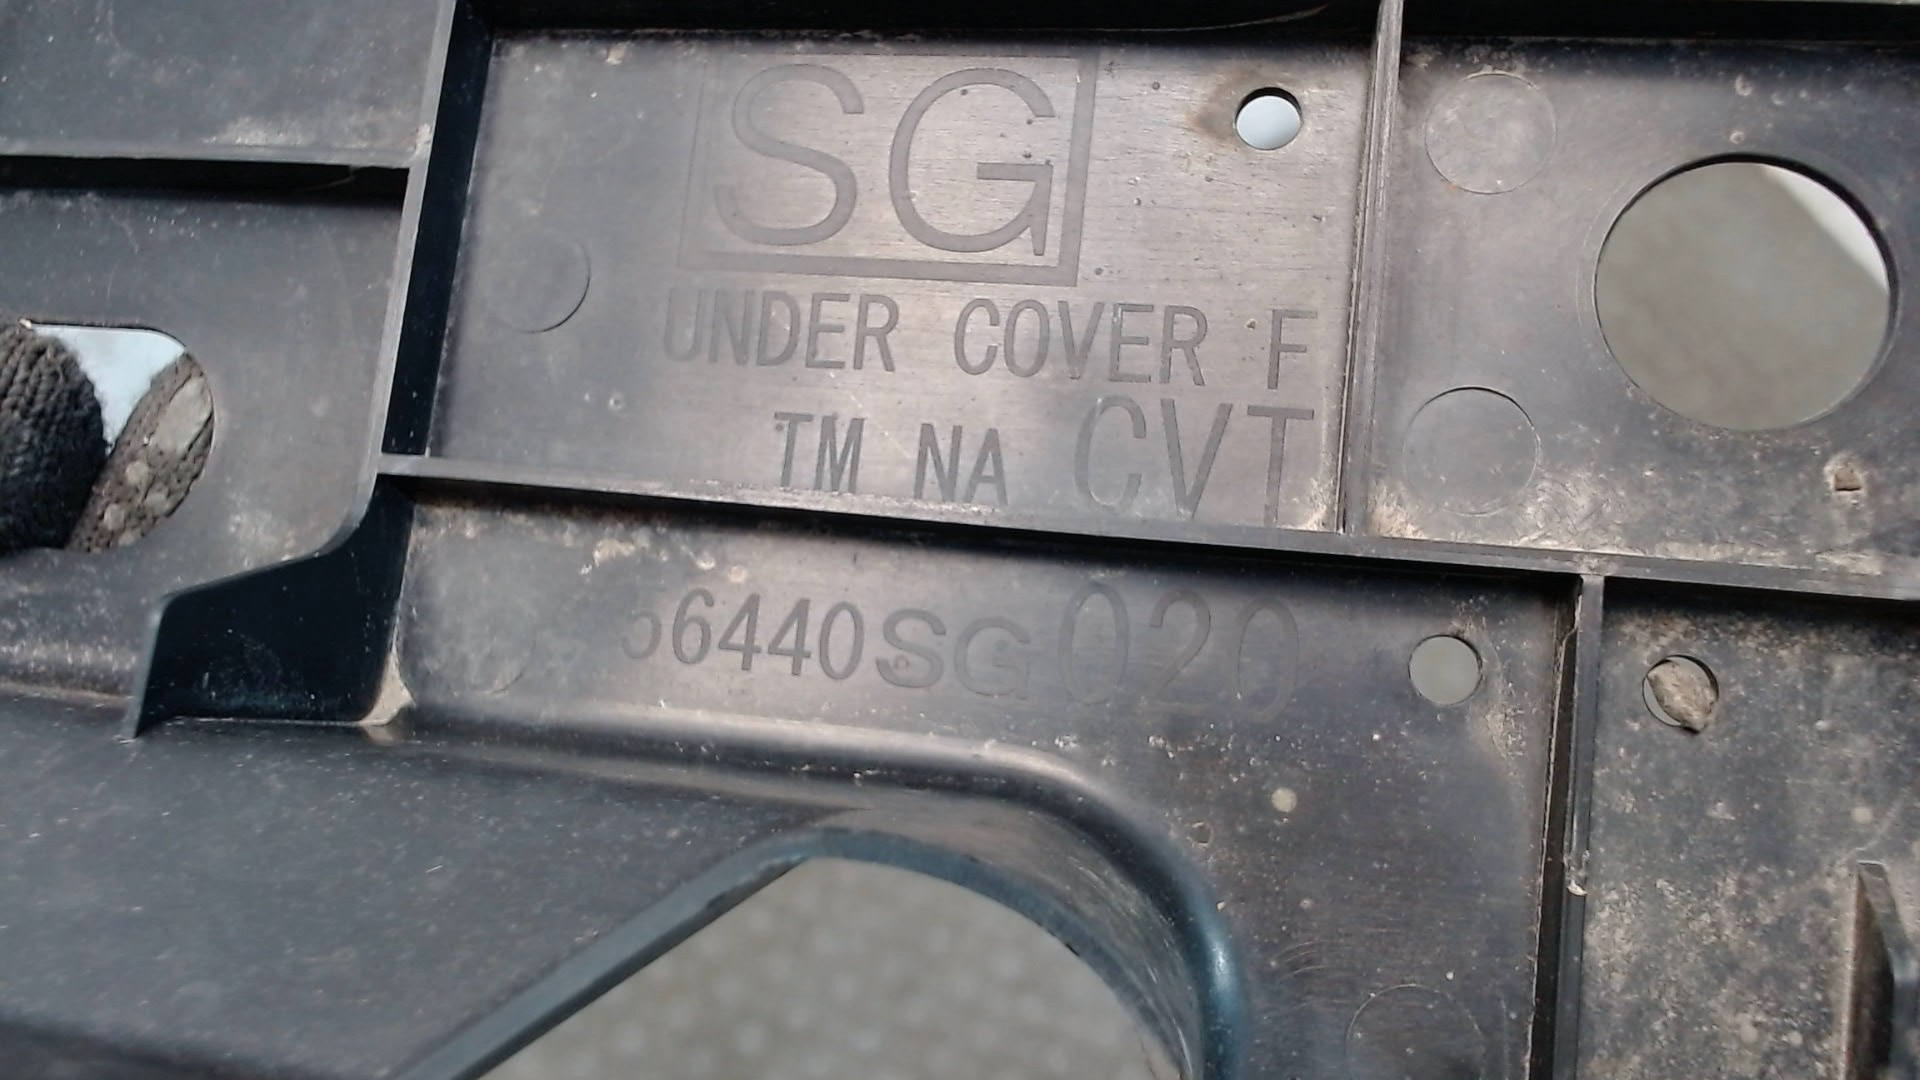 SG
UNDER COVER F
TM NA CVT
56440SG020